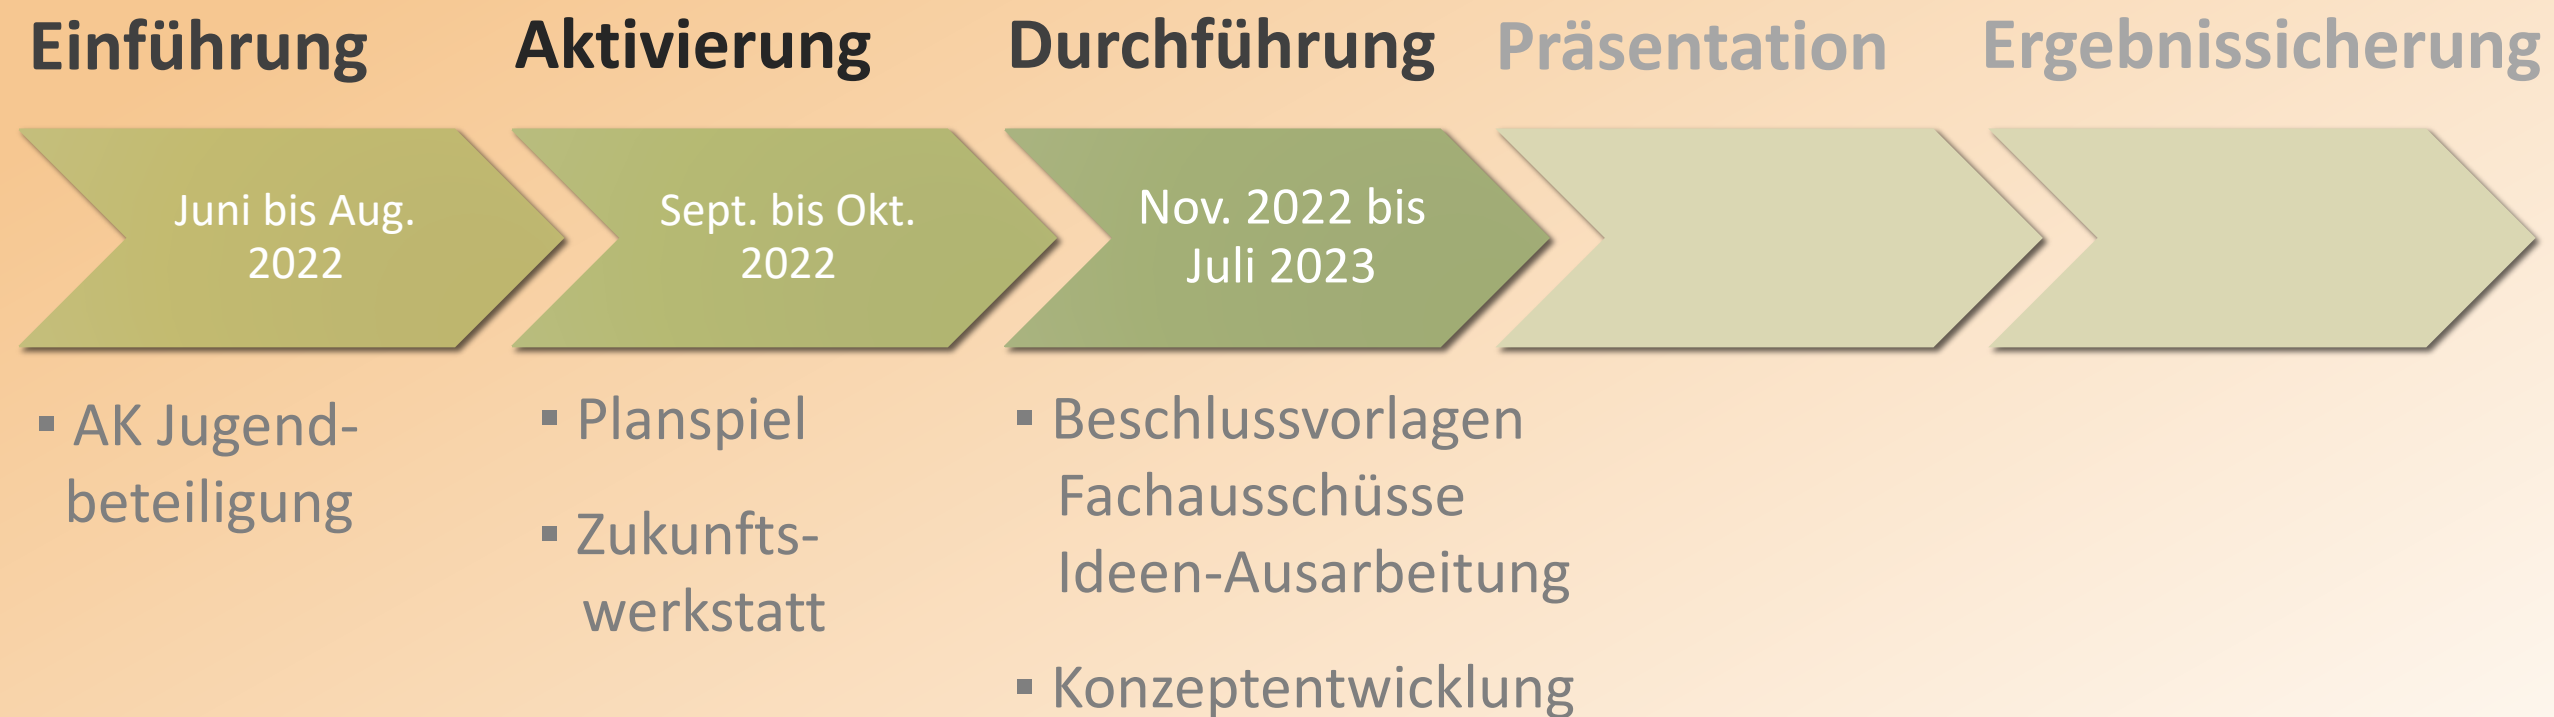 Einführung
Aktivierung
Durchführung
Präsentation
Ergebnissicherung
Juni bis Aug.
2022
Sept. bis Okt.
2022
Nov. 2022 bis
Juli 2023
▪ AK Jugend-
beteiligung
▪ Planspiel
▪ Zukunfts-
werkstatt
▪ Beschlussvorlagen
Fachausschüsse
Ideen-Ausarbeitung
▪ Konzeptentwicklung